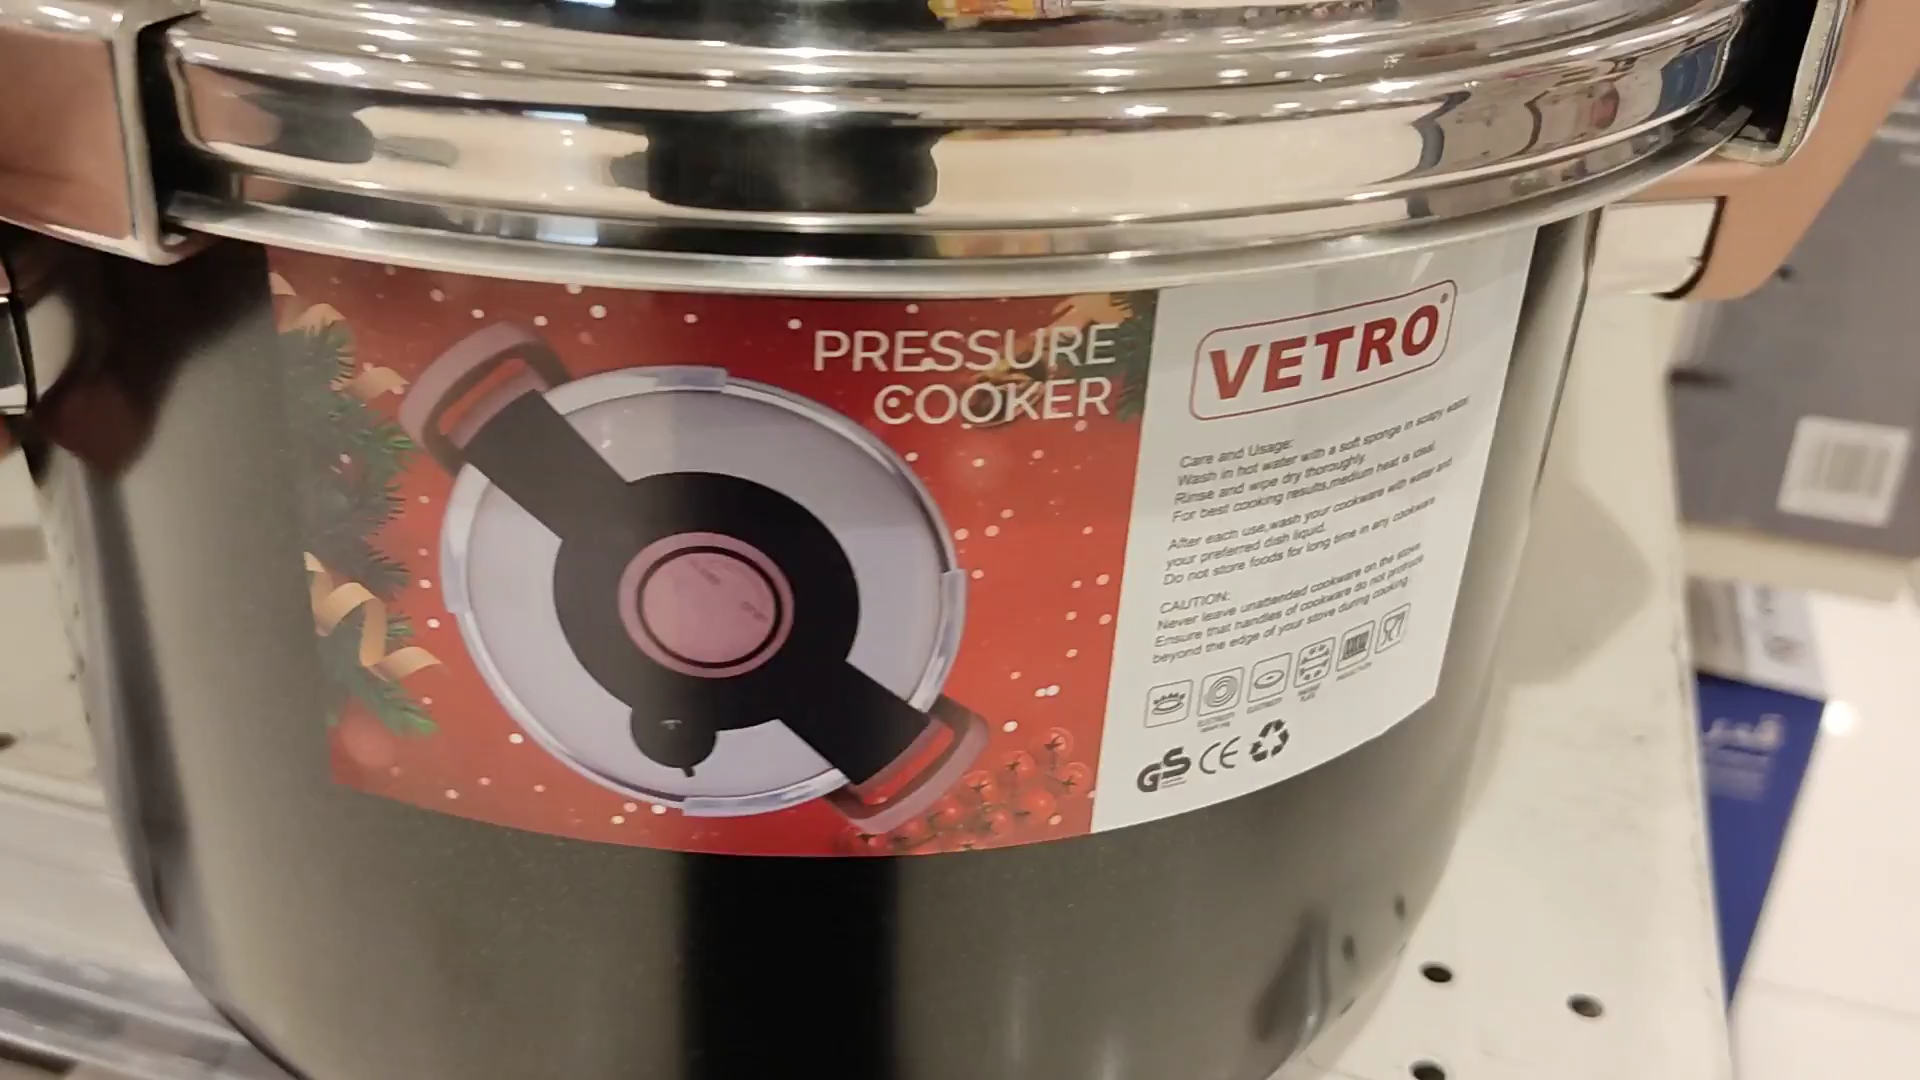 PRESSURE
COOKER
VETRO
Care and Usage:
Wash in hot water with a soft sponge in soapy water
Rinse and wipe dry thoroughly.
For best cooking results,medium heat is ideal.
After each use,wash your cookware with water and
your preferred dish liquid.
Do not store foods for long time in any cookware
CAUTION:
Never leave unattended cookware on the stove
Ensure that handles of cookware do not protrude
beyond the edge of your stove during cooking
GS CE
قدر